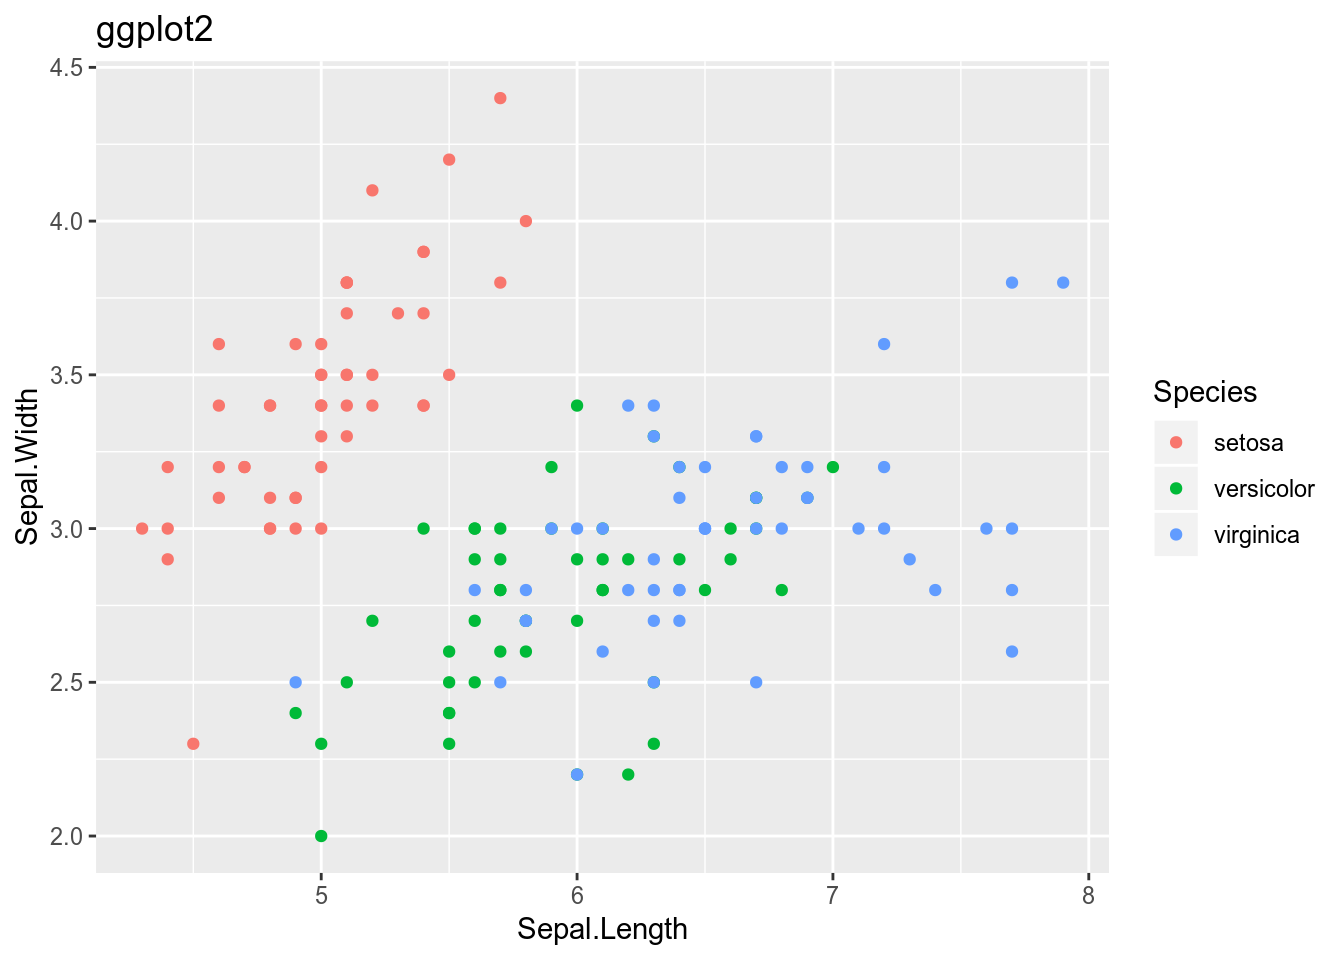 ggplot2
4.5
4.0
3.5
3.0
2.5
2.0
Sepal.Width
5 6 7 8
Sepal.Length
Species
setosa
versicolor
virginica